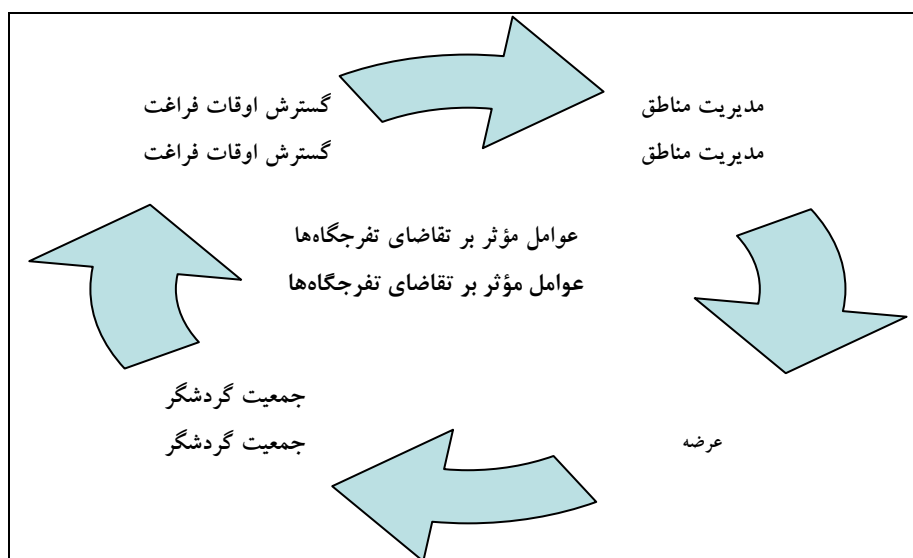 مدیریت مناطق
مدیریت مناطق
گسترش اوقات فراغت
گسترش اوقات فراغت
عوامل مؤثر بر تقاضای تفرجگاه‌ها
عوامل مؤثر بر تقاضای تفرجگاه‌ها
عرضه
جمعیت گردشگر
جمعیت گردشگر